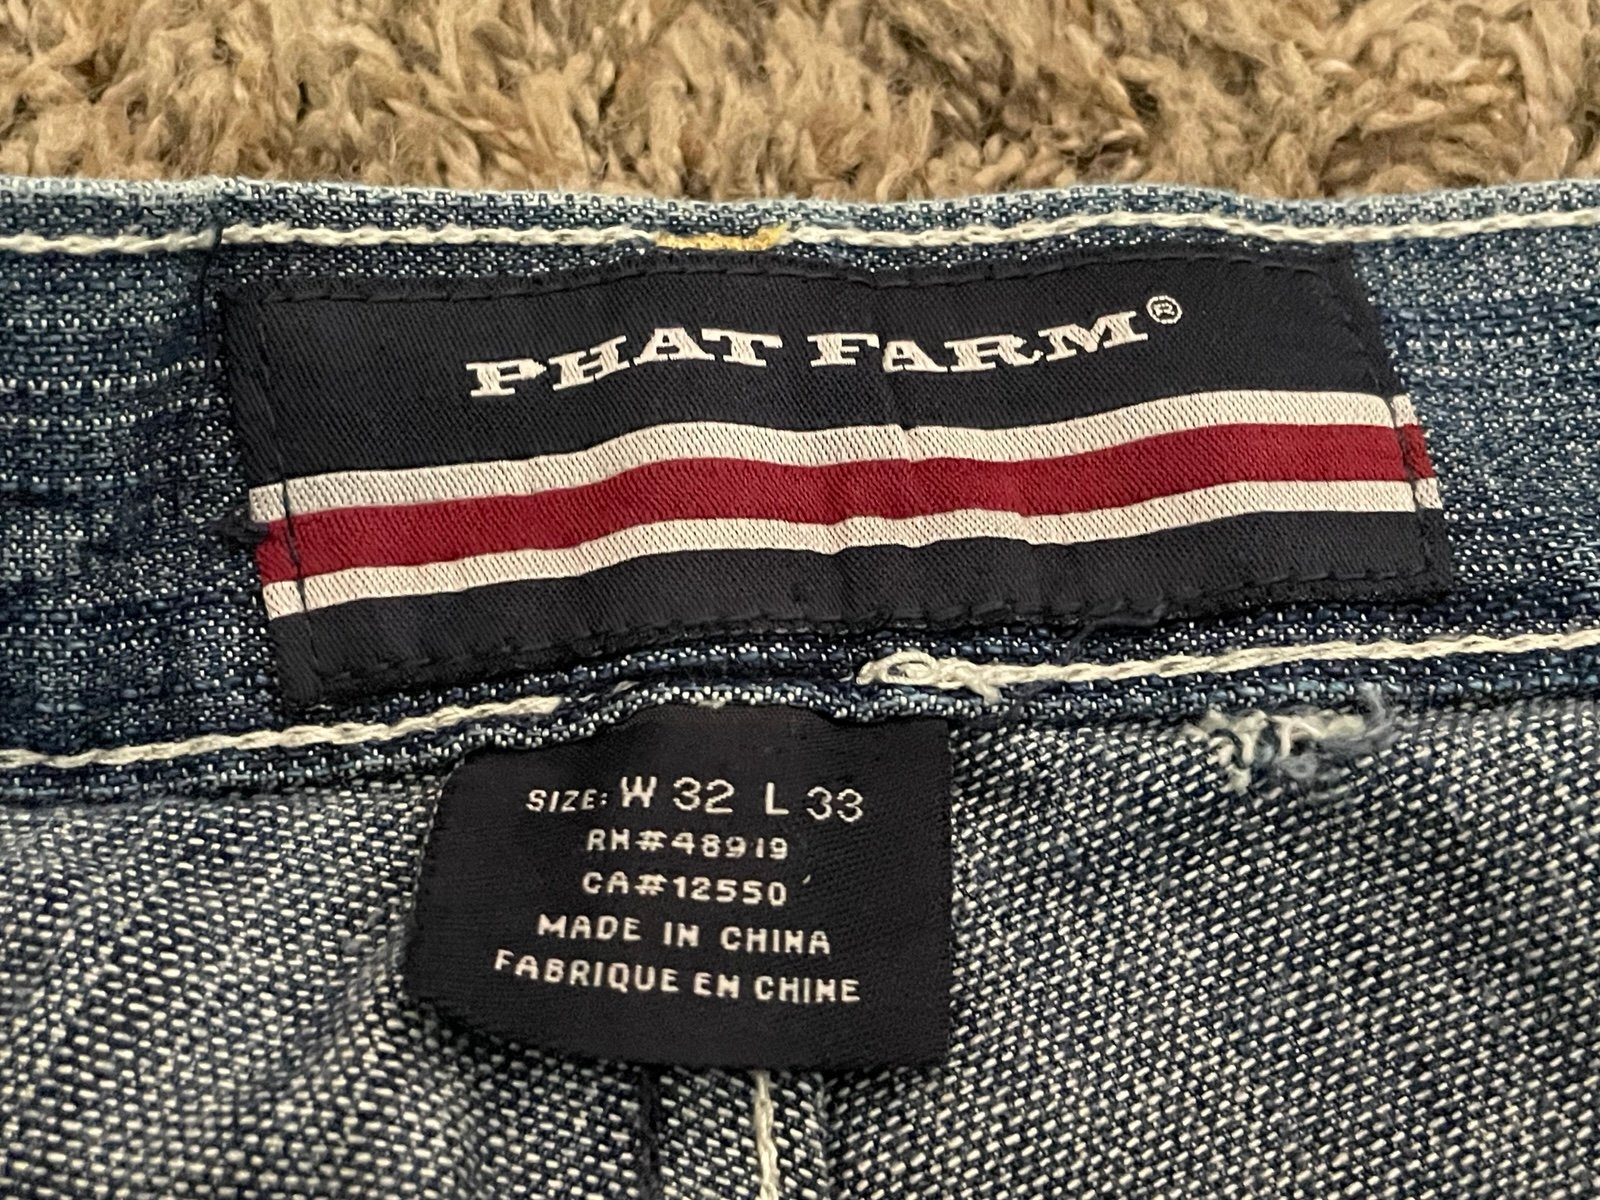 PHAT FARM®
SIZE: W 32 L 33
RN#48919
CA#12550
MADE IN CHINA
FABRIQUE EN CHINE